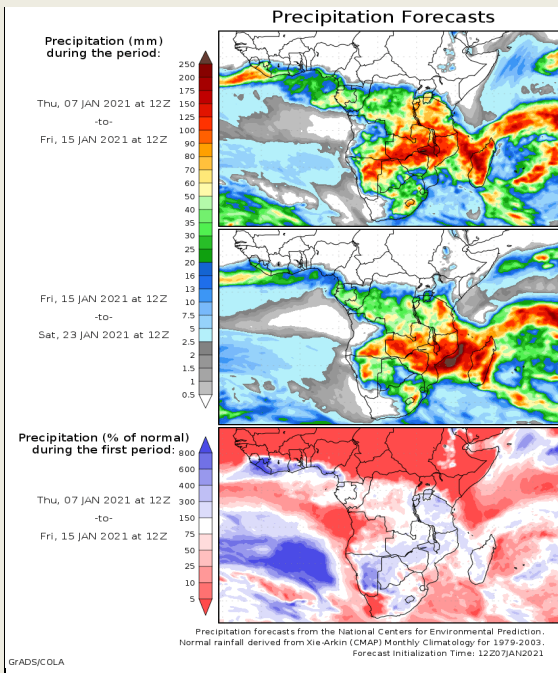 Precipitation Forecasts
Precipitation (mm)
during the period:
Thu, 07 JAN 2021 at 12Z
-to-
Fri, 15 JAN 2021 at 12Z
250
200
175
150
125
100
90
80
70
60
50
40
35
30
25
20
16
13
10
7.5
5
2.5
2
1.5
1
0.5
Fri, 15 JAN 2021 at 12Z
-to-
Sat, 23 JAN 2021 at 12Z
Precipitation (% of normal)
during the first period:
Thu, 07 JAN 2021 at 12Z
-to-
Fri, 15 JAN 2021 at 12Z
800
600
400
300
150
75
50
25
10
5
Precipitation forecasts from the National Centers for Environmental Prediction.
Normal rainfall derived from Xie-Arkin (CMAP) Monthly Climatology for 1979-2003.
Forecast Initialization Time: 12Z07JAN2021
GrADS/COLA